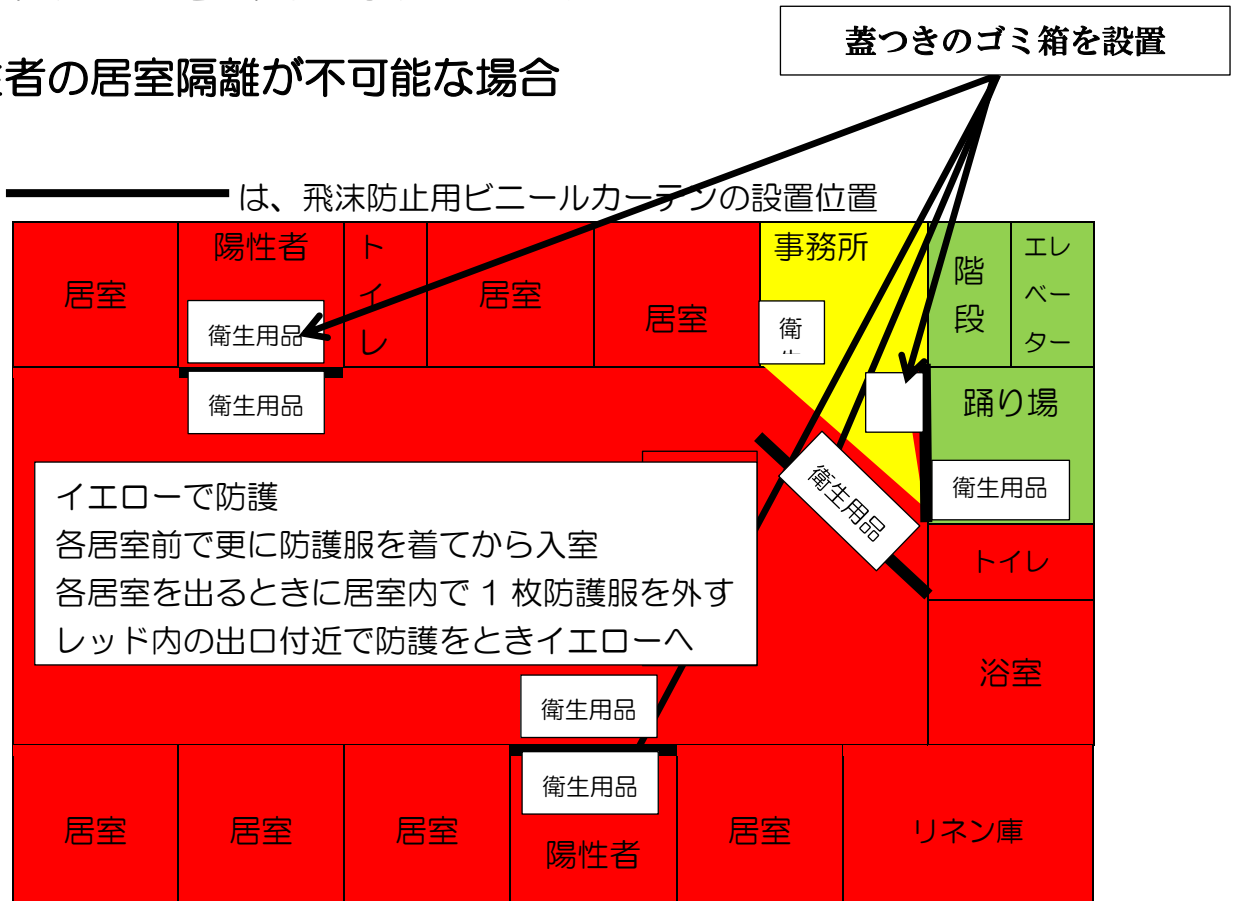 蓋つきのゴミ箱を設置
者の居室隔離が不可能な場合
は、飛沫防止用ビニールカーテンの設置位置
居室
陽性者
衛生用品
トイレ
居室
居室
事務所
衛
階段
エレベーター
衛生用品
踊り場
衛生用品
衛生用品
イエローで防護
各居室前で更に防護服を着てから入室
各居室を出るときに居室内で 1 枚防護服を外す
レッド内の出口付近で防護をときイエローへ
トイレ
浴室
衛生用品
衛生用品
居室
居室
居室
陽性者
居室
リネン庫